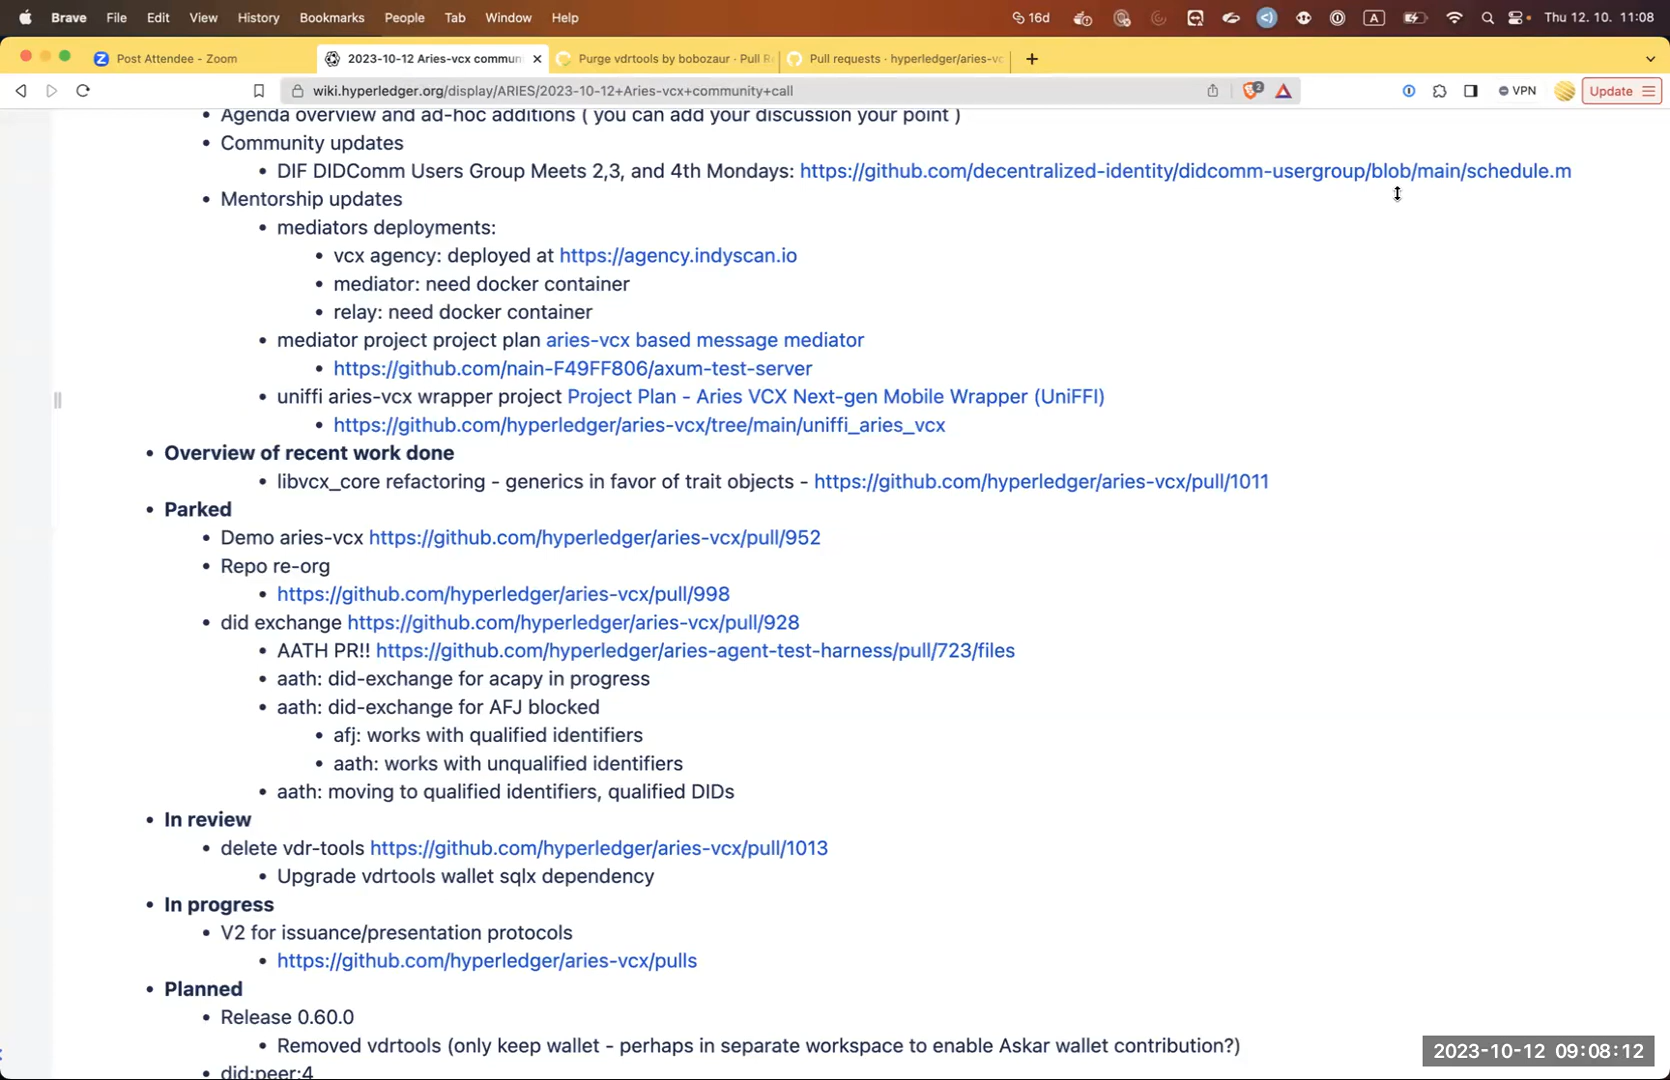 Brave File Edit View History Bookmarks People Tab Window Help 16d A Thu 12. 10. 11:08
Post Attendee - Zoom 2023-10-12 Aries-vcx commun Purge vdrtools by bobozaur · Pull R Pull requests · hyperledger/aries-vc
wiki.hyperledger.org/display/ARIES/2023-10-12+Aries-vcx+community+call 2 VPN Update
Agenda overview and ad-hoc additions ( you can add your discussion your point )
Community updates
DIF DIDComm Users Group Meets 2,3, and 4th Mondays: https://github.com/decentralized-identity/didcomm-usergroup/blob/main/schedule.m
Mentorship updates
mediators deployments:
vcx agency: deployed at https://agency.indyscan.io
mediator: need docker container
relay: need docker container
mediator project project plan aries-vcx based message mediator
https://github.com/nain-F49FF806/axum-test-server
uniffi aries-vcx wrapper project Project Plan - Aries VCX Next-gen Mobile Wrapper (UniFFI)
https://github.com/hyperledger/aries-vcx/tree/main/uniffi_aries_vcx
Overview of recent work done
libvcx_core refactoring - generics in favor of trait objects - https://github.com/hyperledger/aries-vcx/pull/1011
Parked
Demo aries-vcx https://github.com/hyperledger/aries-vcx/pull/952
Repo re-org
https://github.com/hyperledger/aries-vcx/pull/998
did exchange https://github.com/hyperledger/aries-vcx/pull/928
AATH PR!! https://github.com/hyperledger/aries-agent-test-harness/pull/723/files
aath: did-exchange for acapy in progress
aath: did-exchange for AFJ blocked
afj: works with qualified identifiers
aath: works with unqualified identifiers
aath: moving to qualified identifiers, qualified DIDs
In review
delete vdr-tools https://github.com/hyperledger/aries-vcx/pull/1013
Upgrade vdrtools wallet sqlx dependency
In progress
V2 for issuance/presentation protocols
https://github.com/hyperledger/aries-vcx/pulls
Planned
Release 0.60.0
Removed vdrtools (only keep wallet - perhaps in separate workspace to enable Askar wallet contribution?)
did:peer:4
2023-10-12 09:08:12